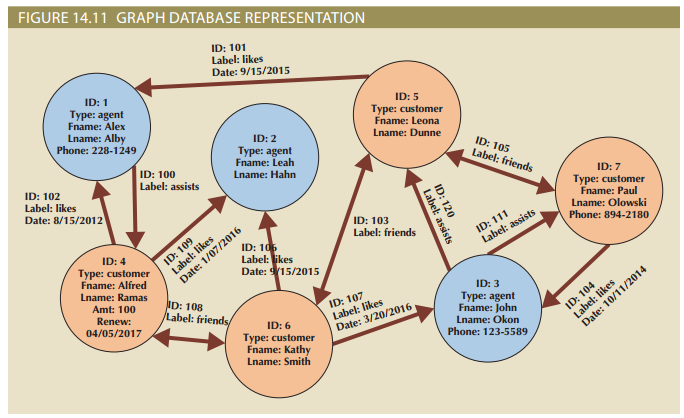 FIGURE 14.11 GRAPH DATABASE REPRESENTATION
ID: 101
Label: likes
Date: 9/15/2015
ID: 1
Type: agent
Fname: Alex
Lname: Alby
Phone: 228-1249
ID: 2
Type: agent
Fname: Leah
Lname: Hahn
ID: 5
Type: customer
Fname: Leona
Lname: Dunne
ID: 105
Label: friends
ID: 7
Type: customer
Fname: Paul
Lname: Olowski
Phone: 894-2180
ID: 100
Label: assists
ID: 102
Label: likes
Date: 8/15/2012
ID: 109
Label: likes
Date: 1/07/2016
ID: 106
Label: likes
Date: 9/15/2015
ID: 103
Label: friends
ID: 120
Label: assists
ID: 111
Label: assists
ID: 4
Type: customer
Fname: Alfred
Lname: Ramas
Amt: 100
Renew:
04/05/2017
ID: 108
Label: friends
ID: 6
Type: customer
Fname: Kathy
Lname: Smith
ID: 107
Label: likes
Date: 3/20/2016
ID: 3
Type: agent
Fname: John
Lname: Okon
Phone: 123-5589
ID: 104
Label: likes
Date: 10/11/2014